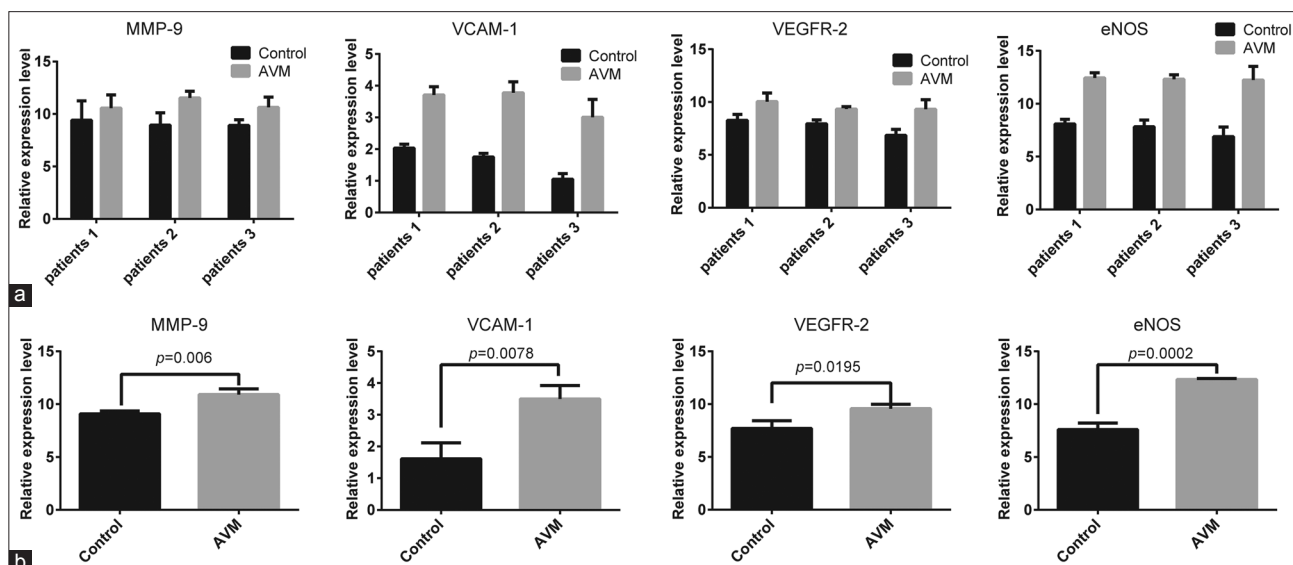 MMP-9
Control
AVM
Relative expression level
15
10
5
0
patients 1
patients 2
patients 3
VCAM-1
Control
AVM
Relative expression level
5
4
3
2
1
0
patients 1
patients 2
patients 3
VEGFR-2
Control
AVM
Relative expression level
15
10
5
0
patients 1
patients 2
patients 3
eNOS
Control
AVM
Relative expression level
15
10
5
0
patients 1
patients 2
patients 3
a
MMP-9
p=0.006
Relative expression level
15
10
5
0
Control
AVM
VCAM-1
p=0.0078
Relative expression level
5
4
3
2
1
0
Control
AVM
VEGFR-2
p=0.0195
Relative expression level
15
10
5
0
Control
AVM
eNOS
p=0.0002
Relative expression level
15
10
5
0
Control
AVM
b